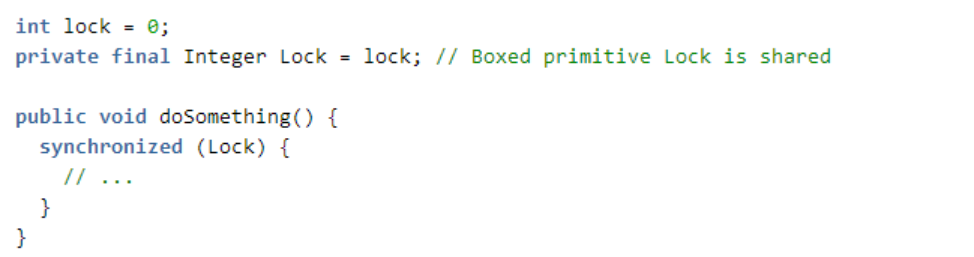 int lock = 0;
private final Integer Lock = lock; // Boxed primitive Lock is shared
public void doSomething() {
synchronized (Lock) {
// ...
}
}